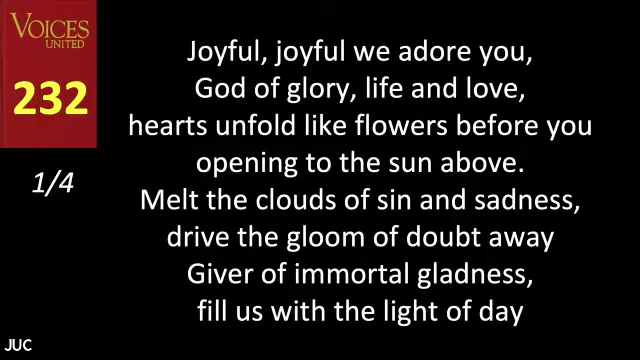 VOICES
UNITED
232
1/4
Joyful, joyful we adore you,
God of glory, life and love,
hearts unfold like flowers before you
opening to the sun above.
Melt the clouds of sin and sadness,
drive the gloom of doubt away
Giver of immortal gladness,
fill us with the light of day
JUC